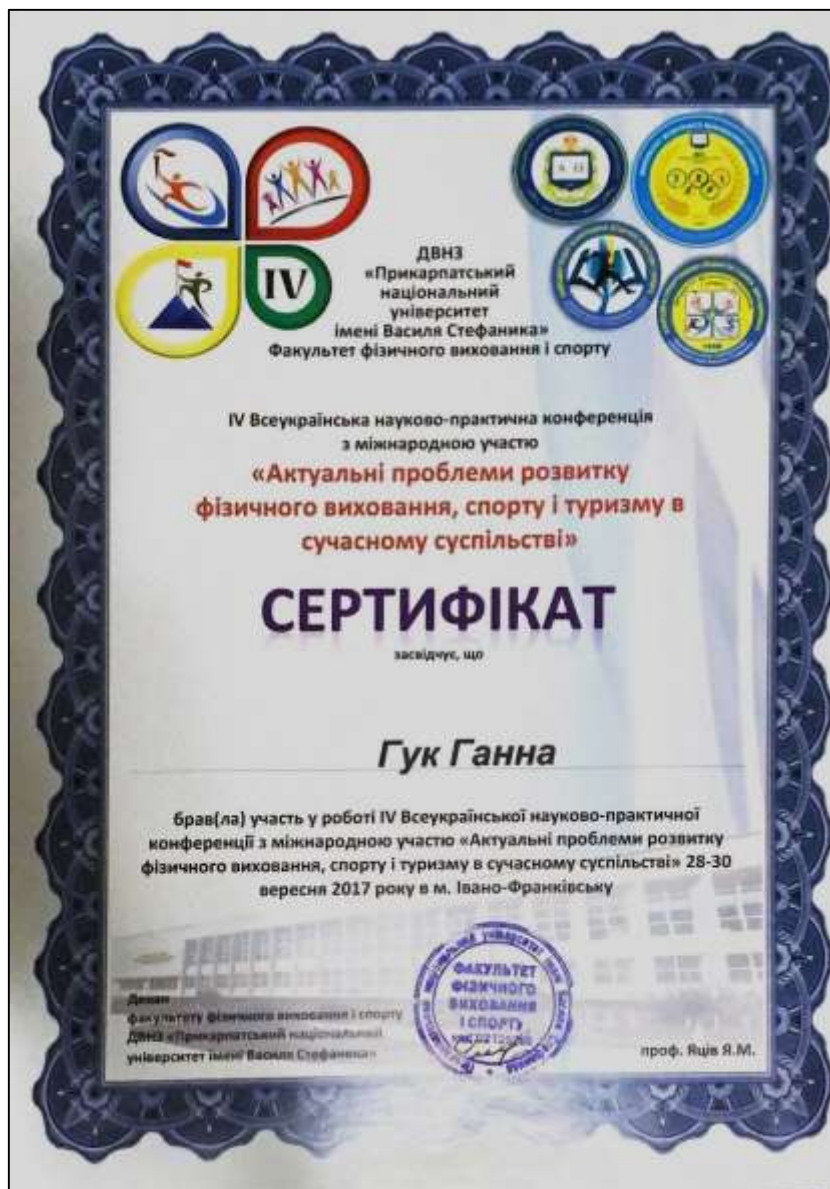 IV
ДВНЗ
«Прикарпатський
національний
університет
імені Василя Стефаника»
Факультет фізичного виховання і спорту
IV Всеукраїнська науково-практична конференція
з міжнародною участю
«Актуальні проблеми розвитку
фізичного виховання, спорту і туризму в
сучасному суспільстві»
СЕРТИФІКАТ
засвідчує, що
Гук Ганна
брав(ла) участь у роботі IV Всеукраїнської науково-практичної
конференції з міжнародною участю «Актуальні проблеми розвитку
фізичного виховання, спорту і туризму в сучасному суспільстві» 28-30
вересня 2017 року в м. Івано-Франківську
Декан
факультету фізичного виховання і спорту
ДВНЗ «Прикарпатський національний
університет імені Василя Стефаника»
ФАКУЛЬТЕТ
ФІЗИЧНОГО
ВИХОВАННЯ
І СПОРТУ
проф. Яців Я.М.